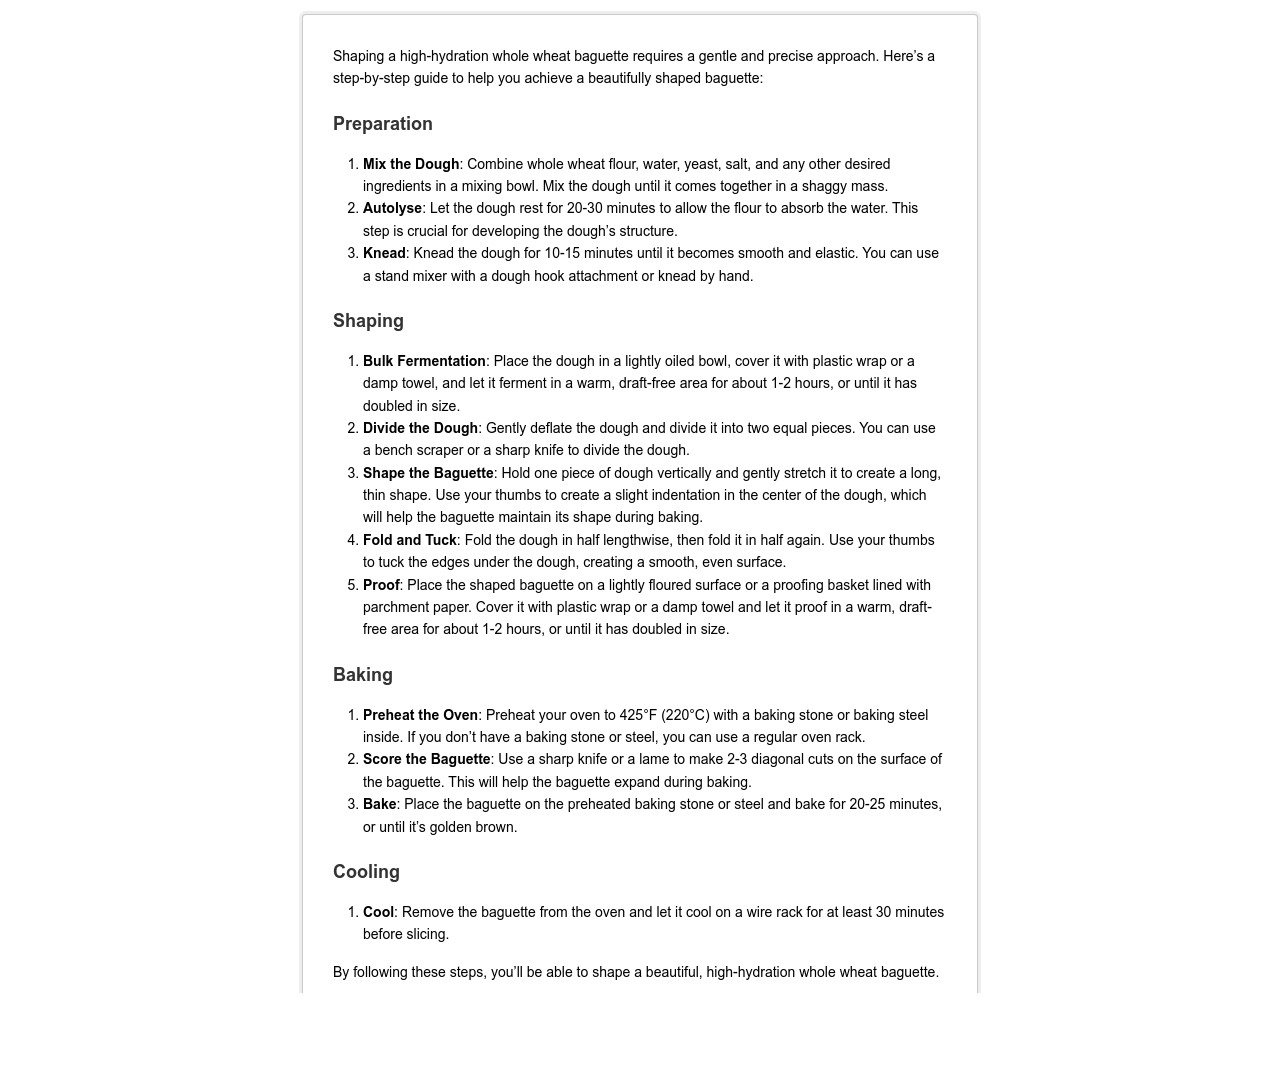 Shaping a high-hydration whole wheat baguette requires a gentle and precise approach. Here’s a
step-by-step guide to help you achieve a beautifully shaped baguette:
Preparation
1. Mix the Dough: Combine whole wheat flour, water, yeast, salt, and any other desired
ingredients in a mixing bowl. Mix the dough until it comes together in a shaggy mass.
2. Autolyse: Let the dough rest for 20-30 minutes to allow the flour to absorb the water. This
step is crucial for developing the dough’s structure.
3. Knead: Knead the dough for 10-15 minutes until it becomes smooth and elastic. You can use
a stand mixer with a dough hook attachment or knead by hand.
Shaping
1. Bulk Fermentation: Place the dough in a lightly oiled bowl, cover it with plastic wrap or a
damp towel, and let it ferment in a warm, draft-free area for about 1-2 hours, or until it has
doubled in size.
2. Divide the Dough: Gently deflate the dough and divide it into two equal pieces. You can use
a bench scraper or a sharp knife to divide the dough.
3. Shape the Baguette: Hold one piece of dough vertically and gently stretch it to create a long,
thin shape. Use your thumbs to create a slight indentation in the center of the dough, which
will help the baguette maintain its shape during baking.
4. Fold and Tuck: Fold the dough in half lengthwise, then fold it in half again. Use your thumbs
to tuck the edges under the dough, creating a smooth, even surface.
5. Proof: Place the shaped baguette on a lightly floured surface or a proofing basket lined with
parchment paper. Cover it with plastic wrap or a damp towel and let it proof in a warm, draft-
free area for about 1-2 hours, or until it has doubled in size.
Baking
1. Preheat the Oven: Preheat your oven to 425°F (220°C) with a baking stone or baking steel
inside. If you don’t have a baking stone or steel, you can use a regular oven rack.
2. Score the Baguette: Use a sharp knife or a lame to make 2-3 diagonal cuts on the surface of
the baguette. This will help the baguette expand during baking.
3. Bake: Place the baguette on the preheated baking stone or steel and bake for 20-25 minutes,
or until it’s golden brown.
Cooling
1. Cool: Remove the baguette from the oven and let it cool on a wire rack for at least 30 minutes
before slicing.
By following these steps, you’ll be able to shape a beautiful, high-hydration whole wheat baguette.